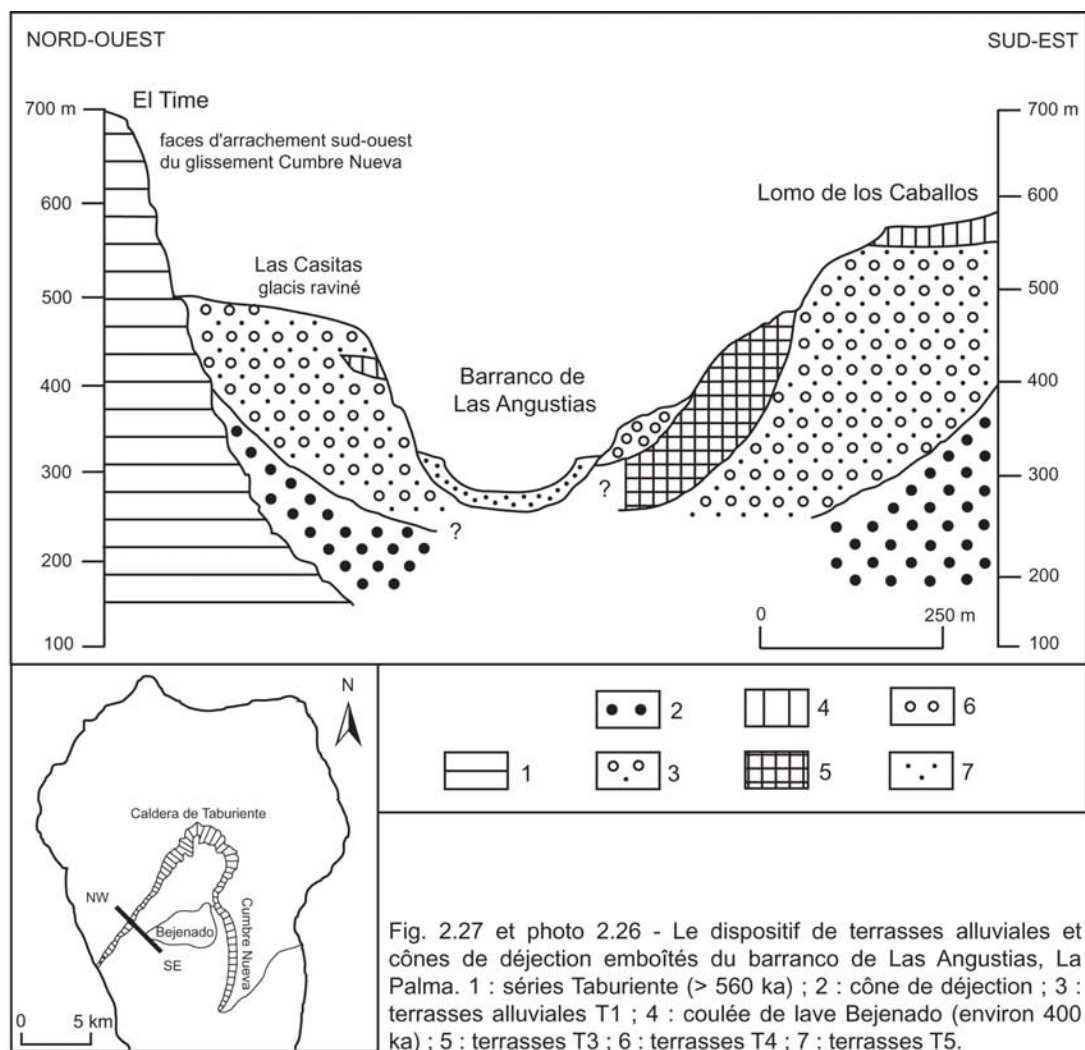 NORD-OUEST
SUD-EST
El Time
700 m
700 m
faces d'arrachement sud-ouest
du glissement Cumbre Nueva
600
600
Lomo de los Caballos
Las Casitas
glacis raviné
500
500
Barranco de
Las Angustias
400
400
300
300
?
?
200
200
0
250 m
100
100
N
Caldera de Taburiente
NW
Bejenado
SE
Cumbre Nueva
0
5 km
2
4
6
1
3
5
7
Fig. 2.27 et photo 2.26 - Le dispositif de terrasses alluviales et
cônes de déjection emboîtés du barranco de Las Angustias, La
Palma. 1 : séries Taburiente (> 560 ka) ; 2 : cône de déjection ; 3 :
terrasses alluviales T1 ; 4 : coulée de lave Bejenado (environ 400
ka) ; 5 : terrasses T3 ; 6 : terrasses T4 ; 7 : terrasses T5.